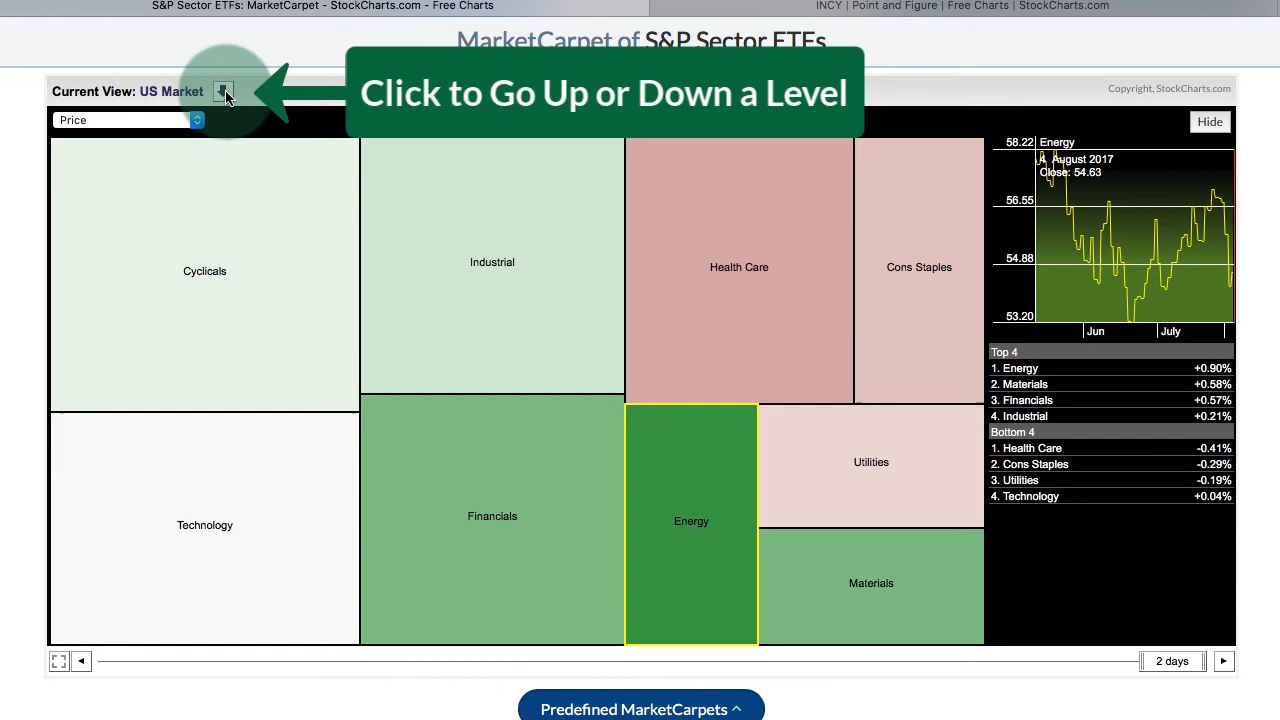 S&P Sector ETFs: MarketCarpet - StockCharts.com - Free Charts
INCY | Point and Figure | Free Charts | StockCharts.com
MarketCarpet of S&P Sector ETFs
Current View: US Market
Click to Go Up or Down a Level
Copyright, StockCharts.com
Price
Hide
Cyclicals
Industrial
Health Care
Cons Staples
Technology
Financials
Energy
Utilities
Materials
58.22
Energy
4. August 2017
Close: 54.63
56.55
54.88
53.20
Jun
July
Top 4
1. Energy +0.90%
2. Materials +0.58%
3. Financials +0.57%
4. Industrial +0.21%
Bottom 4
1. Health Care -0.41%
2. Cons Staples -0.29%
3. Utilities -0.19%
4. Technology +0.04%
2 days
Predefined MarketCarpets